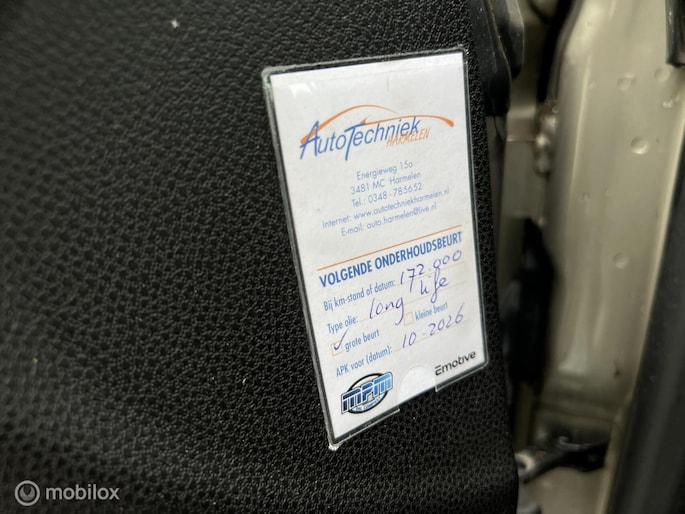 AutoTechniek
HARMELEN
Energieweg 15a
3481 MC Harmelen
Tel.: 0348 - 785652
Internet: www.autotechniekharmelen.nl
E-mail: auto.harmelen@live.nl
VOLGENDE ONDERHOUDSBEURT
Bij km-stand of datum: 172.000
Type olie: long life
grote beurt kleine beurt
APK voor (datum): 10-2026
MPM
Emotive
mobilox